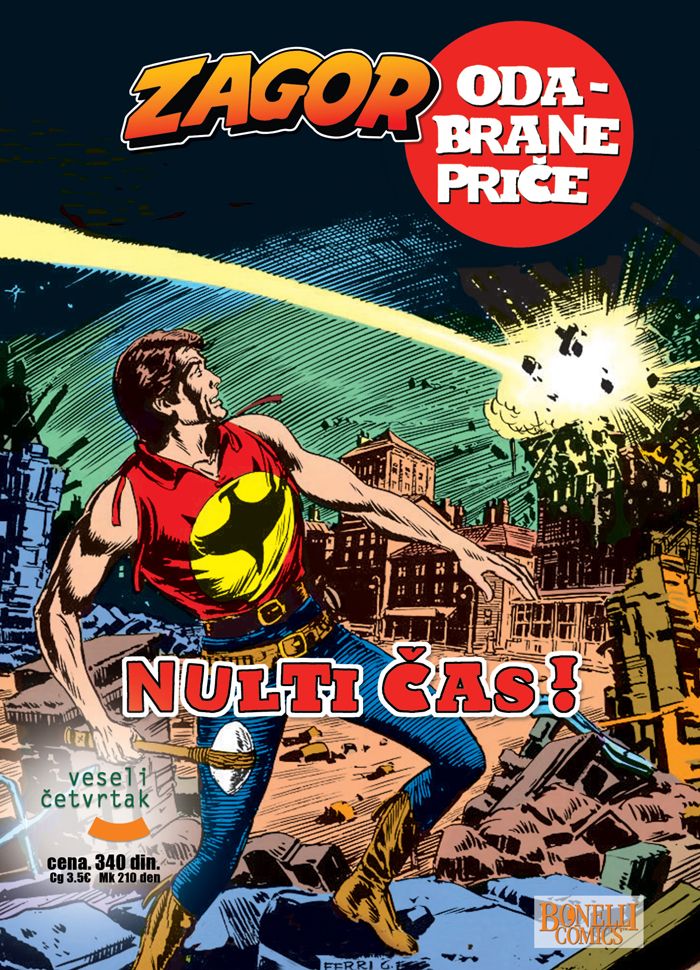 ZAGOR
ODA-
BRANE
PRIČE
NULTI ČAS!
veseli
četvrtak
cena. 340 din.
Cg 3.5€ Mk 210 den
BONELLI
COMICS™
FERRI G.